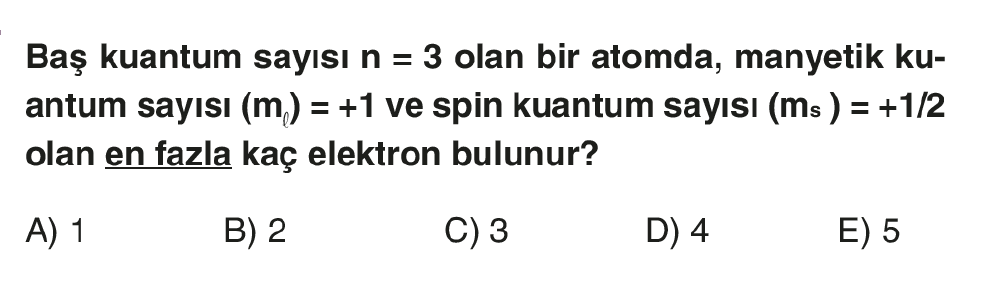 Baş kuantum sayısı n = 3 olan bir atomda, manyetik ku-
antum sayısı (mℓ) = +1 ve spin kuantum sayısı (ms ) = +1/2
olan en fazla kaç elektron bulunur?
A) 1 B) 2 C) 3 D) 4 E) 5